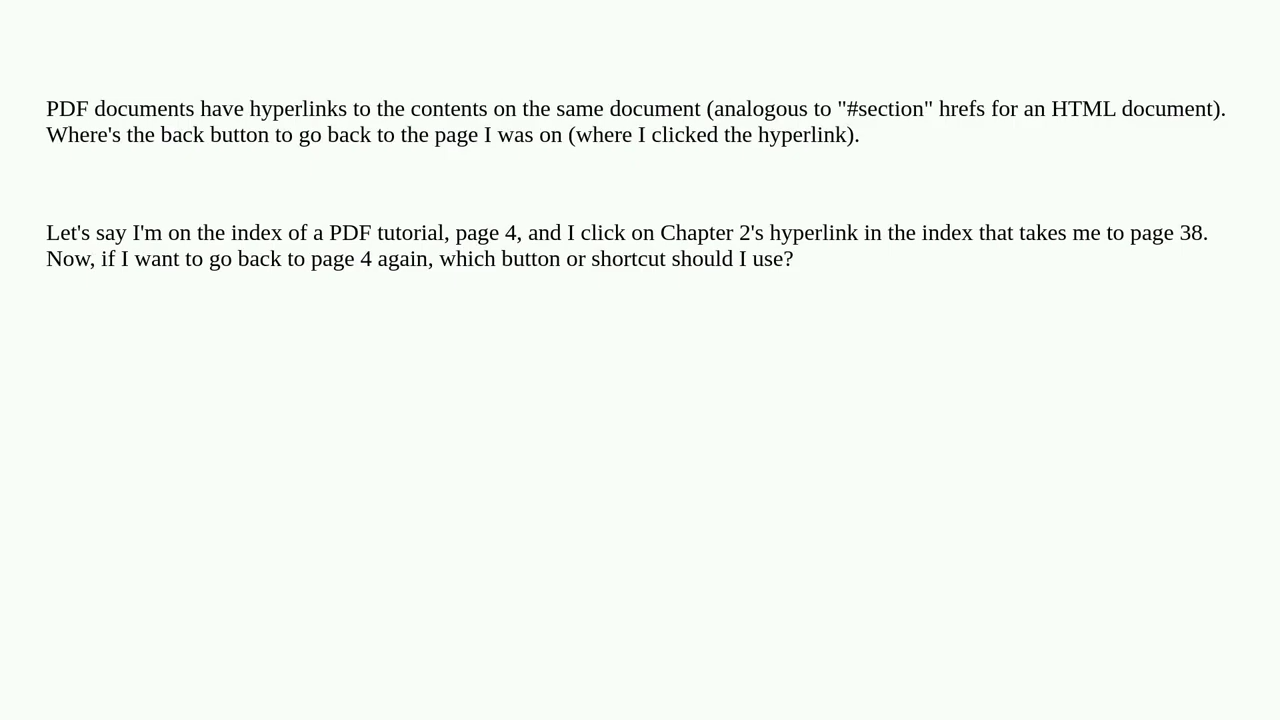 PDF documents have hyperlinks to the contents on the same document (analogous to "#section" hrefs for an HTML document).
Where's the back button to go back to the page I was on (where I clicked the hyperlink).
Let's say I'm on the index of a PDF tutorial, page 4, and I click on Chapter 2's hyperlink in the index that takes me to page 38.
Now, if I want to go back to page 4 again, which button or shortcut should I use?